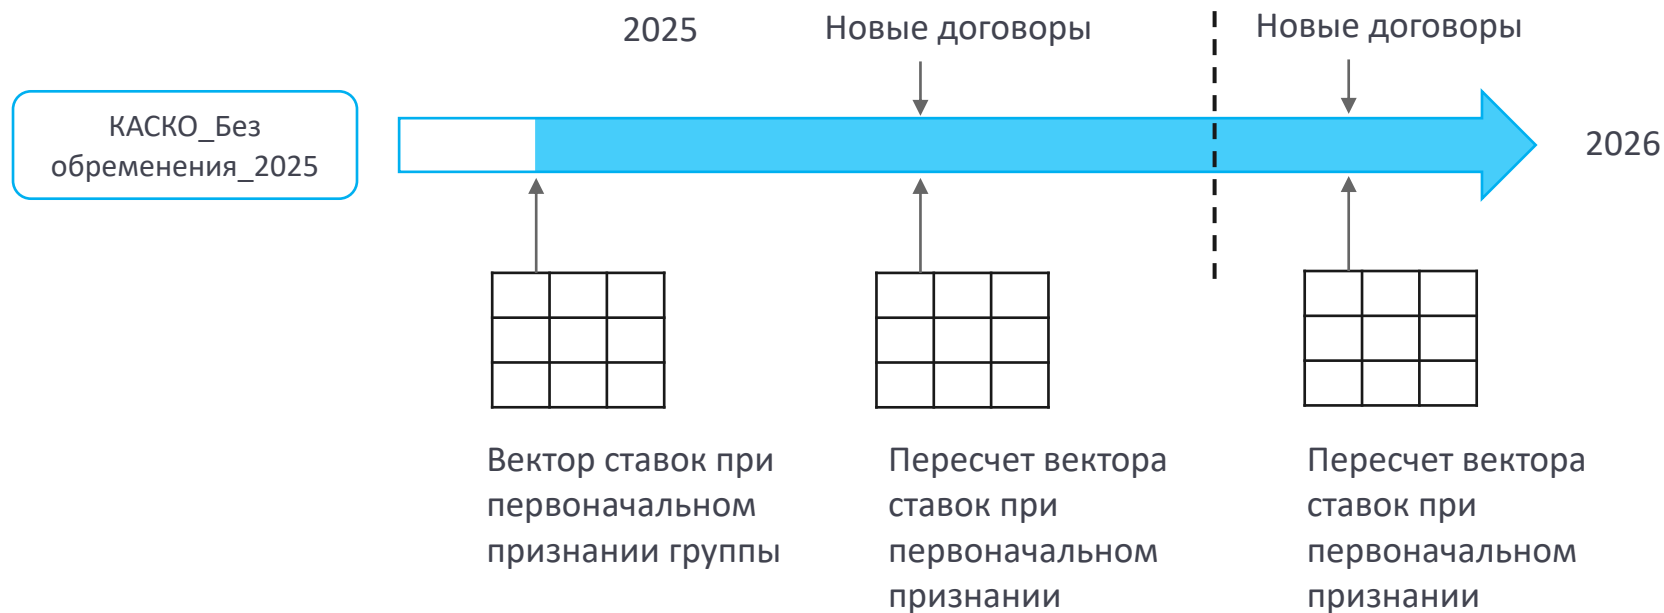 2025
Новые договоры
Новые договоры
КАСКО_Без
обременения_2025
2026
Вектор ставок при
первоначальном
признании группы
Пересчет вектора
ставок при
первоначальном
признании
Пересчет вектора
ставок при
первоначальном
признании